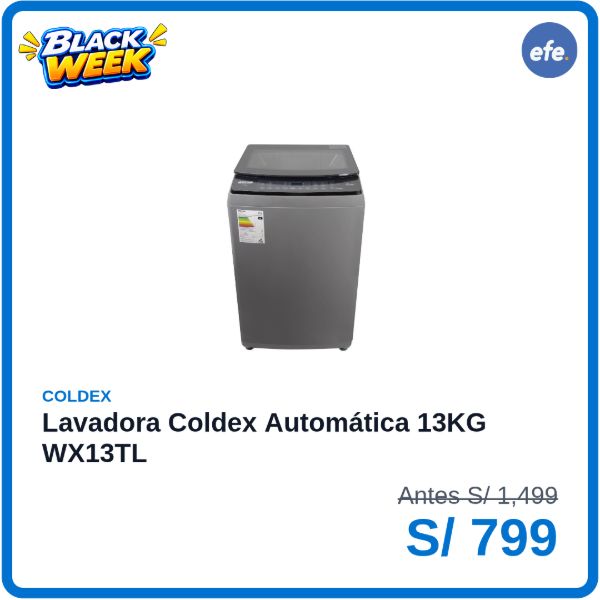 BLACK
WEEK
efe.
COLDEX
Lavadora Coldex Automática 13KG
WX13TL
Antes S/ 1,499
S/ 799